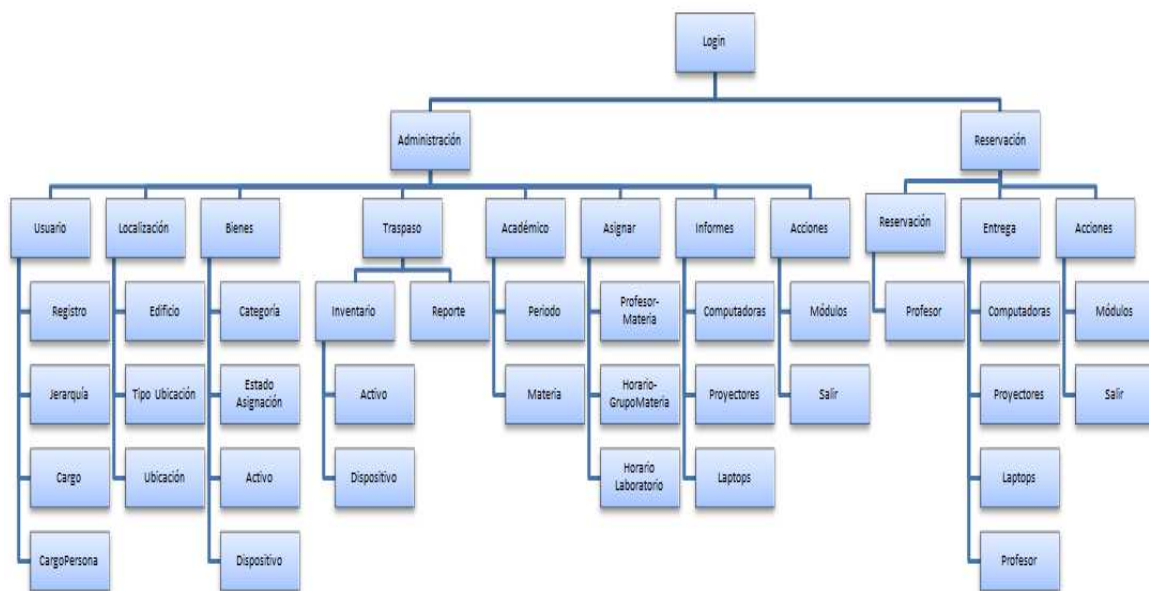 Login
Administración
Reservación
Usuario
Localización
Bienes
Traspaso
Académico
Asignar
Informes
Acciones
Reservación
Entrega
Acciones
Registro
Edificio
Categoría
Inventario
Reporte
Periodo
Profesor-
Materia
Computadoras
Módulos
Profesor
Computadoras
Módulos
Jerarquía
Tipo Ubicación
Estado
Asignación
Activo
Materia
Horario-
GrupoMateria
Proyectores
Salir
Proyectores
Salir
Cargo
Ubicación
Activo
Dispositivo
Horario
Laboratorio
Laptops
Laptops
CargoPersona
Dispositivo
Profesor